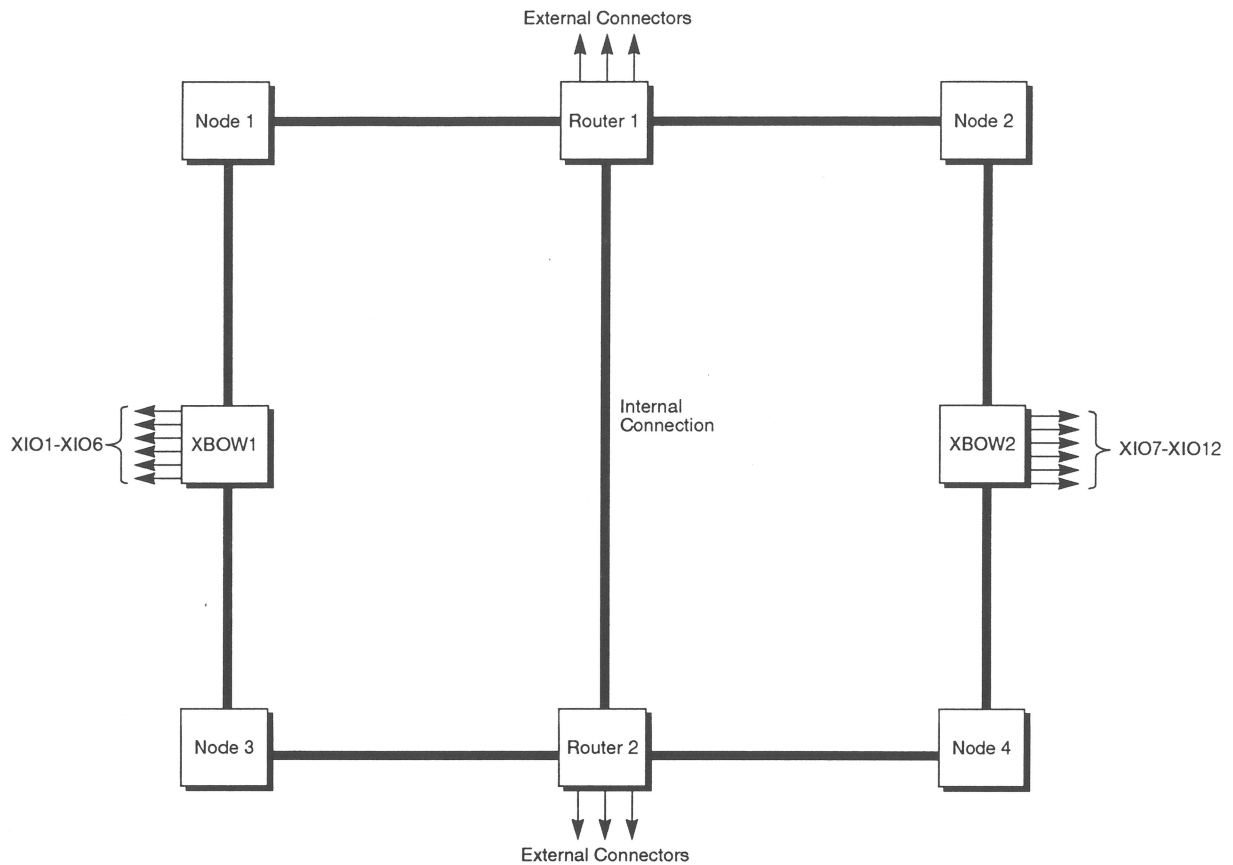 External Connectors
Node 1
Router 1
Node 2
Internal
Connection
XIO1-XIO6
XBOW1
XBOW2
XIO7-XIO12
Node 3
Router 2
Node 4
External Connectors